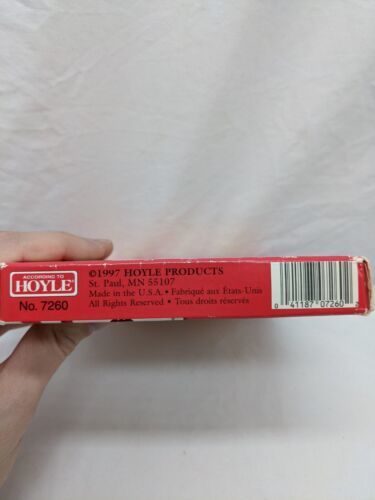 ACCORDING TO
HOYLE®
No. 7260
©1997 HOYLE PRODUCTS
St. Paul, MN 55107
Made in the U.S.A. • Fabriqué aux États-Unis
All Rights Reserved • Tous droits réservés
0 41187 07260 2